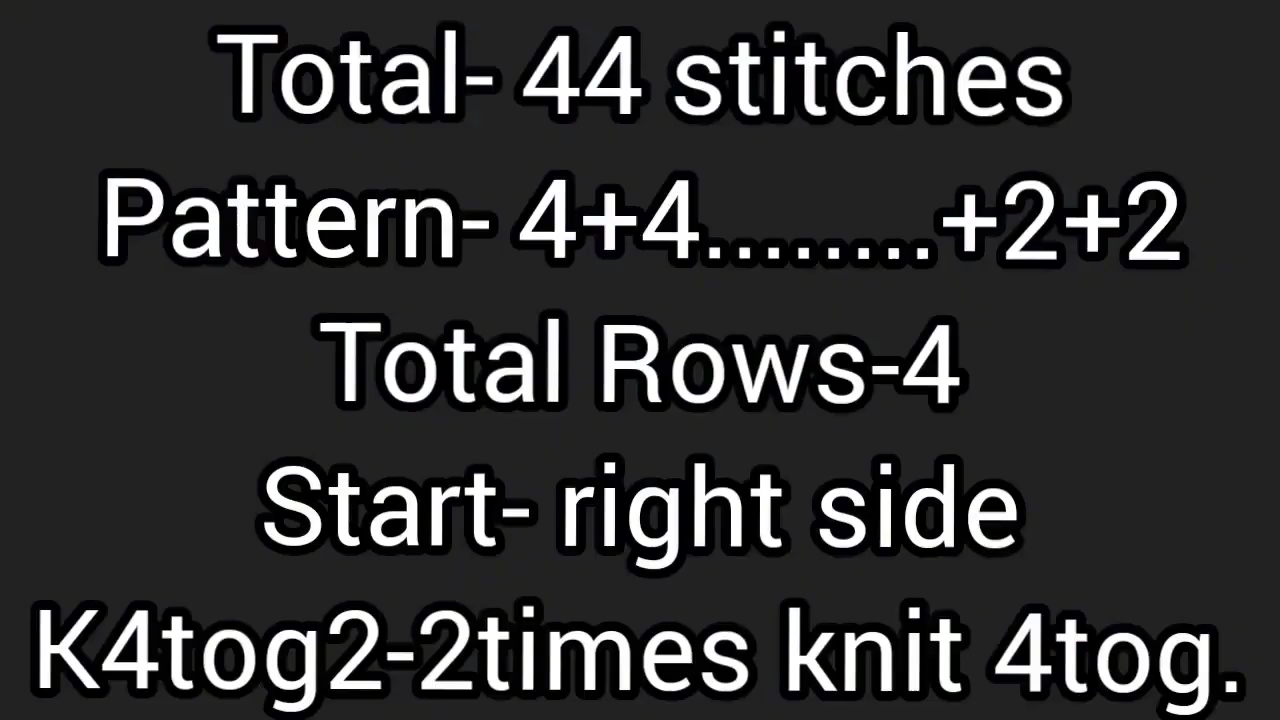 Total- 44 stitches
Pattern- 4+4........+2+2
Total Rows-4
Start- right side
K4tog2-2times knit 4tog.